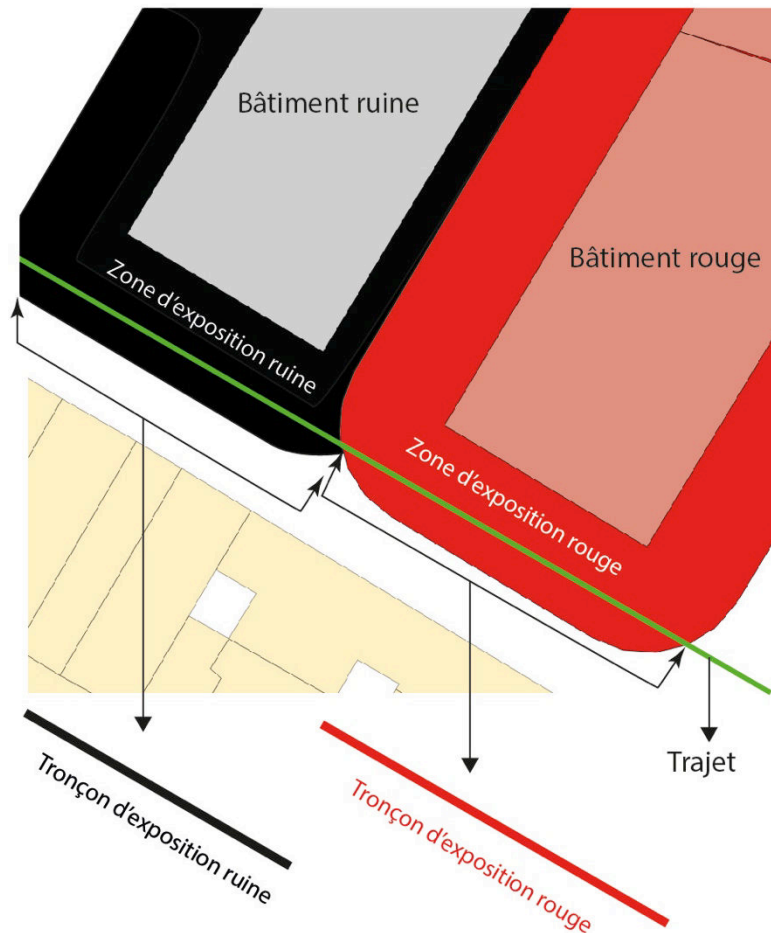 Bâtiment ruine
Bâtiment rouge
Zone d'exposition ruine
Zone d'exposition rouge
Trajet
Tronçon d'exposition ruine
Tronçon d'exposition rouge